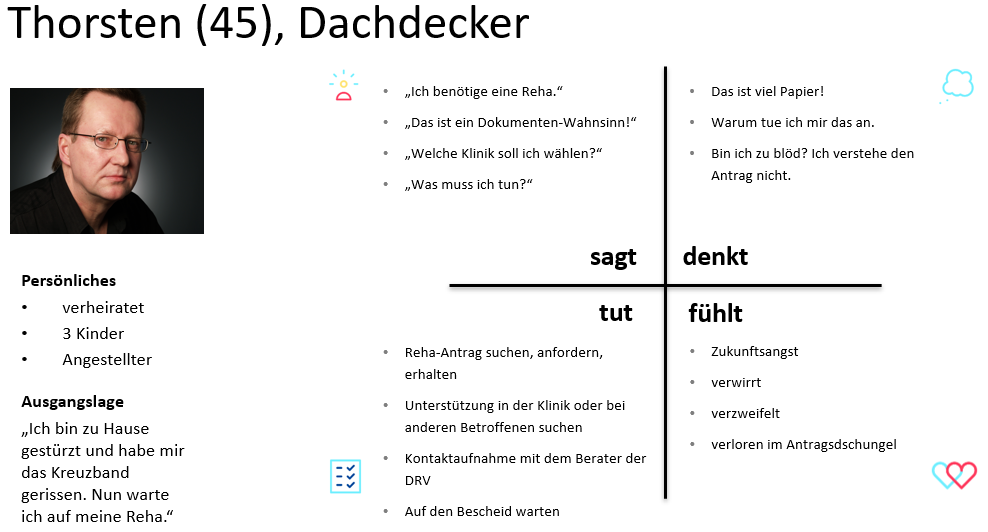 Thorsten (45), Dachdecker
Persönliches
• verheiratet
• 3 Kinder
• Angestellter
Ausgangslage
„Ich bin zu Hause
gestürzt und habe mir
das Kreuzband
gerissen. Nun warte
ich auf meine Reha.“
• „Ich benötige eine Reha.“
• „Das ist ein Dokumenten-Wahnsinn!“
• „Welche Klinik soll ich wählen?“
• „Was muss ich tun?“
sagt
• Das ist viel Papier!
• Warum tue ich mir das an.
• Bin ich zu blöd? Ich verstehe den
Antrag nicht.
denkt
tut
• Reha-Antrag suchen, anfordern,
erhalten
• Unterstützung in der Klinik oder bei
anderen Betroffenen suchen
• Kontaktaufnahme mit dem Berater der
DRV
• Auf den Bescheid warten
fühlt
• Zukunftsangst
• verwirrt
• verzweifelt
• verloren im Antragsdschungel